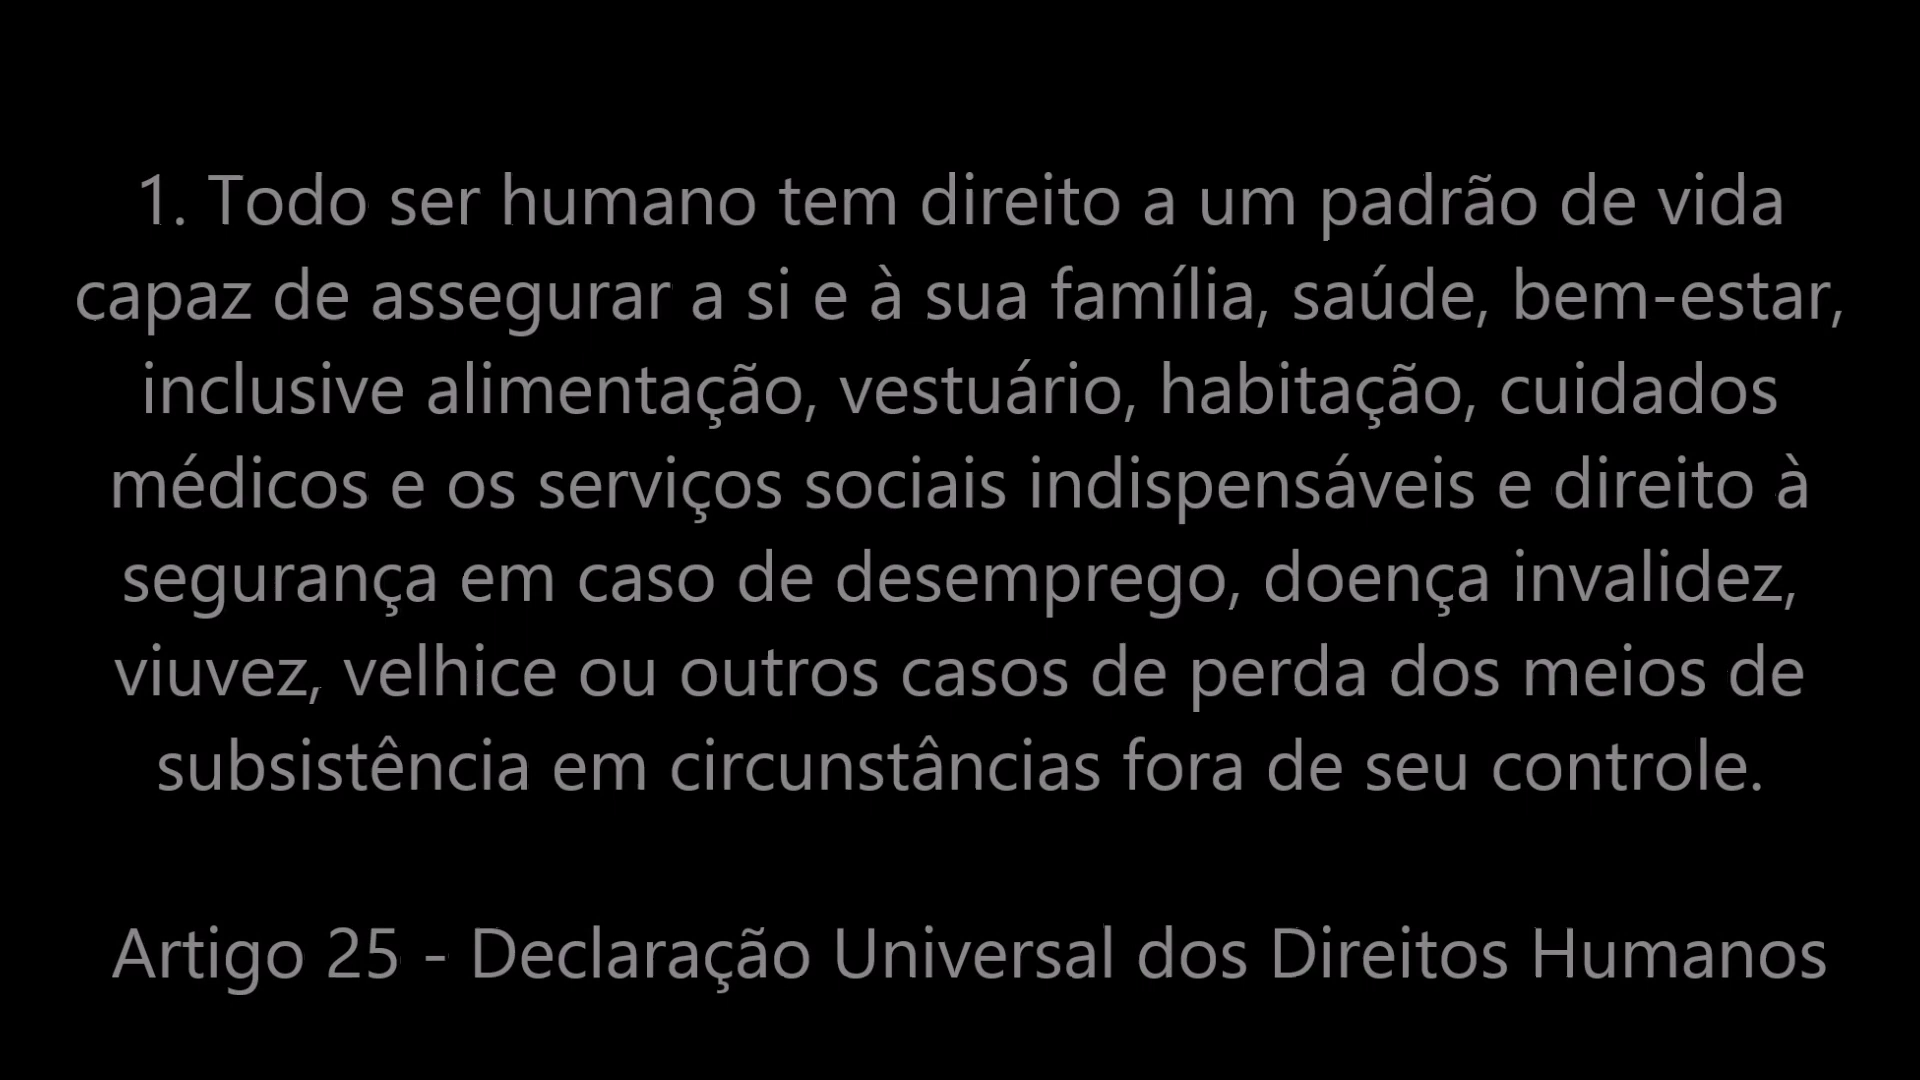 1. Todo ser humano tem direito a um padrão de vida
capaz de assegurar a si e à sua família, saúde, bem-estar,
inclusive alimentação, vestuário, habitação, cuidados
médicos e os serviços sociais indispensáveis e direito à
segurança em caso de desemprego, doença invalidez,
viuvez, velhice ou outros casos de perda dos meios de
subsistência em circunstâncias fora de seu controle.
Artigo 25 - Declaração Universal dos Direitos Humanos